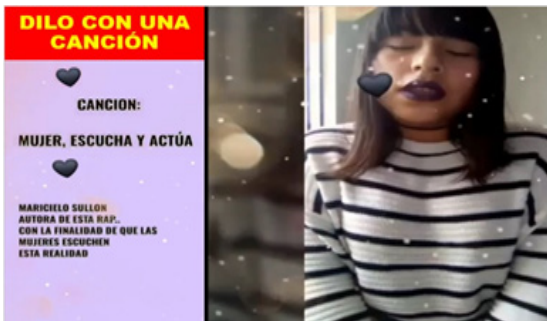 DILO CON UNA
CANCIÓN
CANCION:
MUJER, ESCUCHA Y ACTÚA
MARICIELO SULLON
AUTORA DE ESTA RAP..
CON LA FINALIDAD DE QUE LAS
MUJERES ESCUCHEN
ESTA REALIDAD